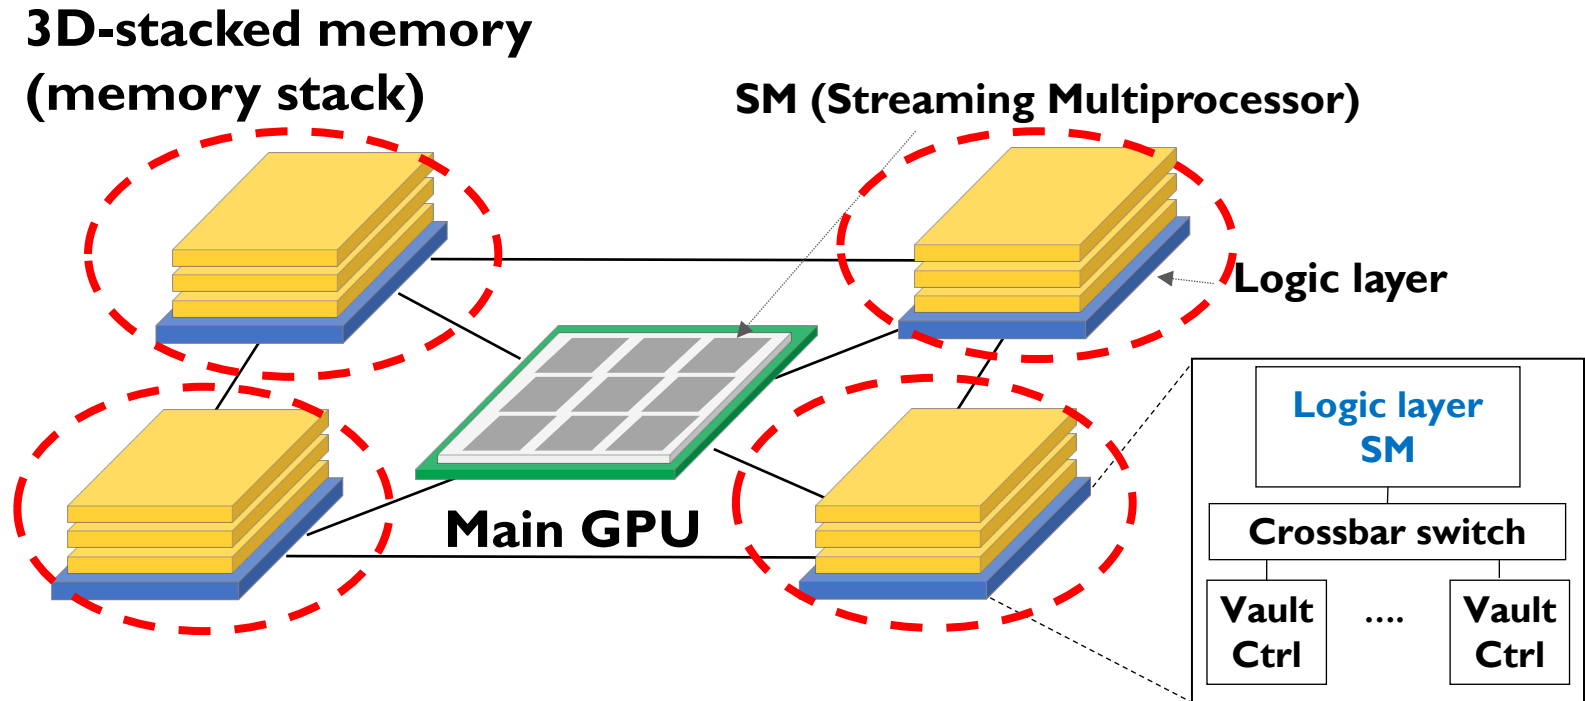 3D-stacked memory
(memory stack)
SM (Streaming Multiprocessor)
Logic layer
Main GPU
Logic layer
SM
Crossbar switch
Vault
Ctrl
....
Vault
Ctrl